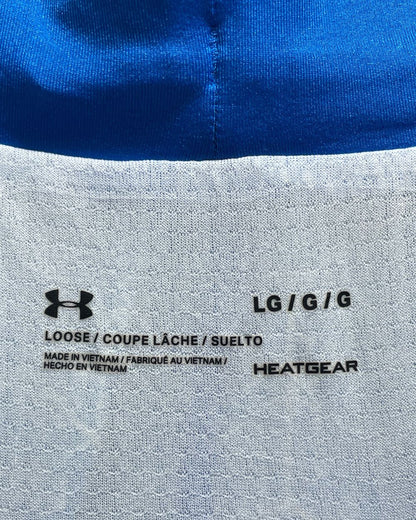 LG / G / G
LOOSE / COUPE LÂCHE / SUELTO
MADE IN VIETNAM / FABRIQUÉ AU VIETNAM /
HECHO EN VIETNAM
HEATGEAR